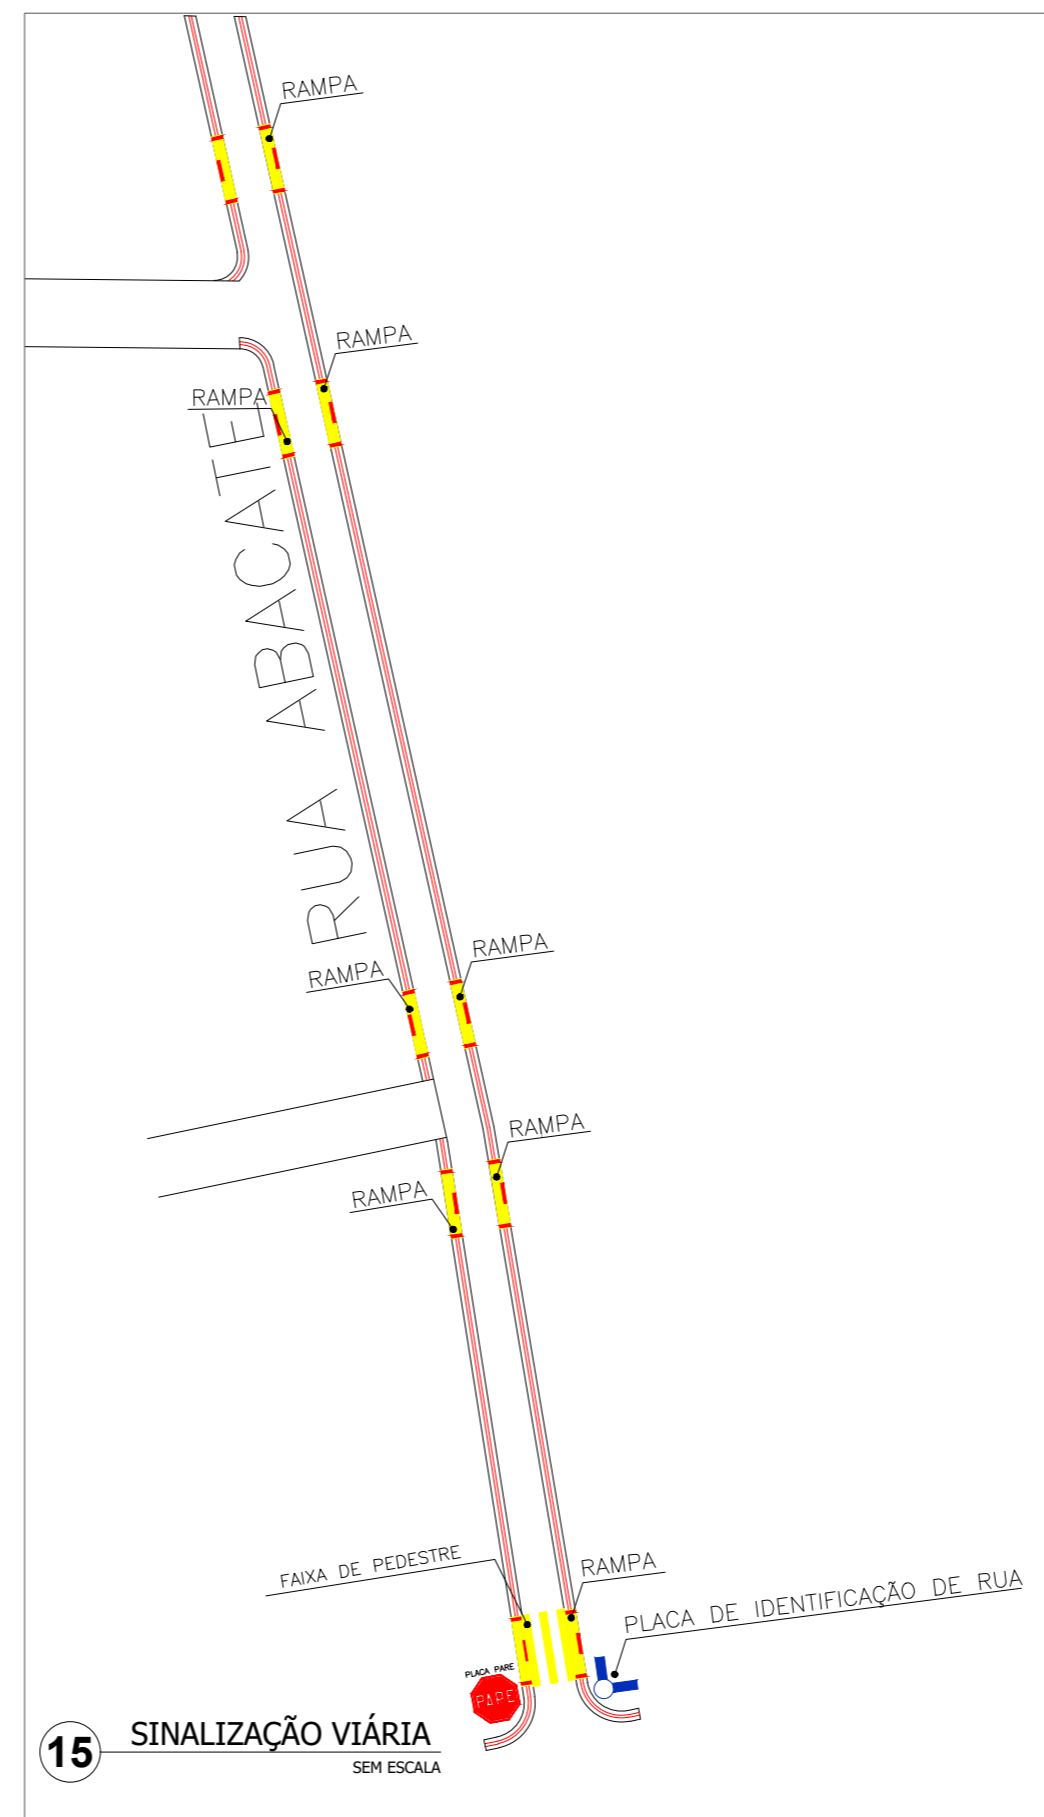 RAMPA
RAMPA
RAMPA
RUA ABACATE
RAMPA
RAMPA
RAMPA
RAMPA
FAIXA DE PEDESTRE
RAMPA
PLACA DE IDENTIFICAÇÃO DE RUA
PLACA PARE
PAPE
15
SINALIZAÇÃO VIÁRIA
SEM ESCALA